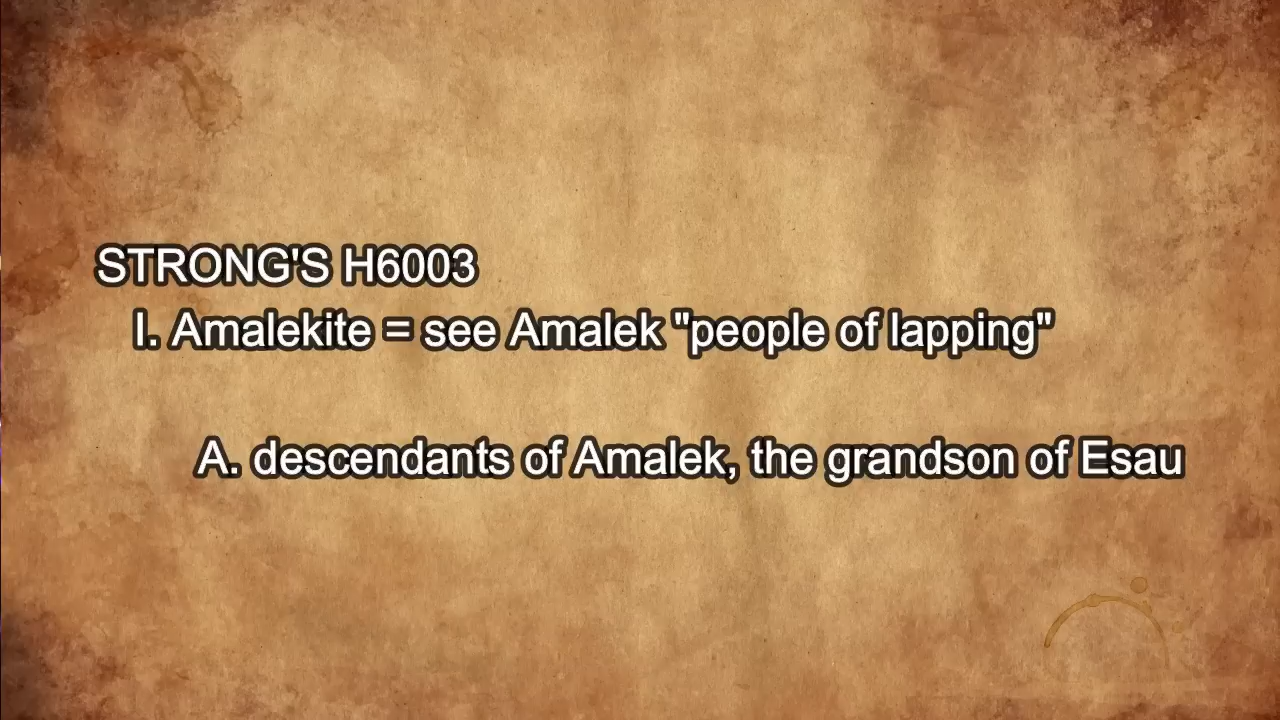 STRONG'S H6003
I. Amalekite = see Amalek "people of lapping"
A. descendants of Amalek, the grandson of Esau